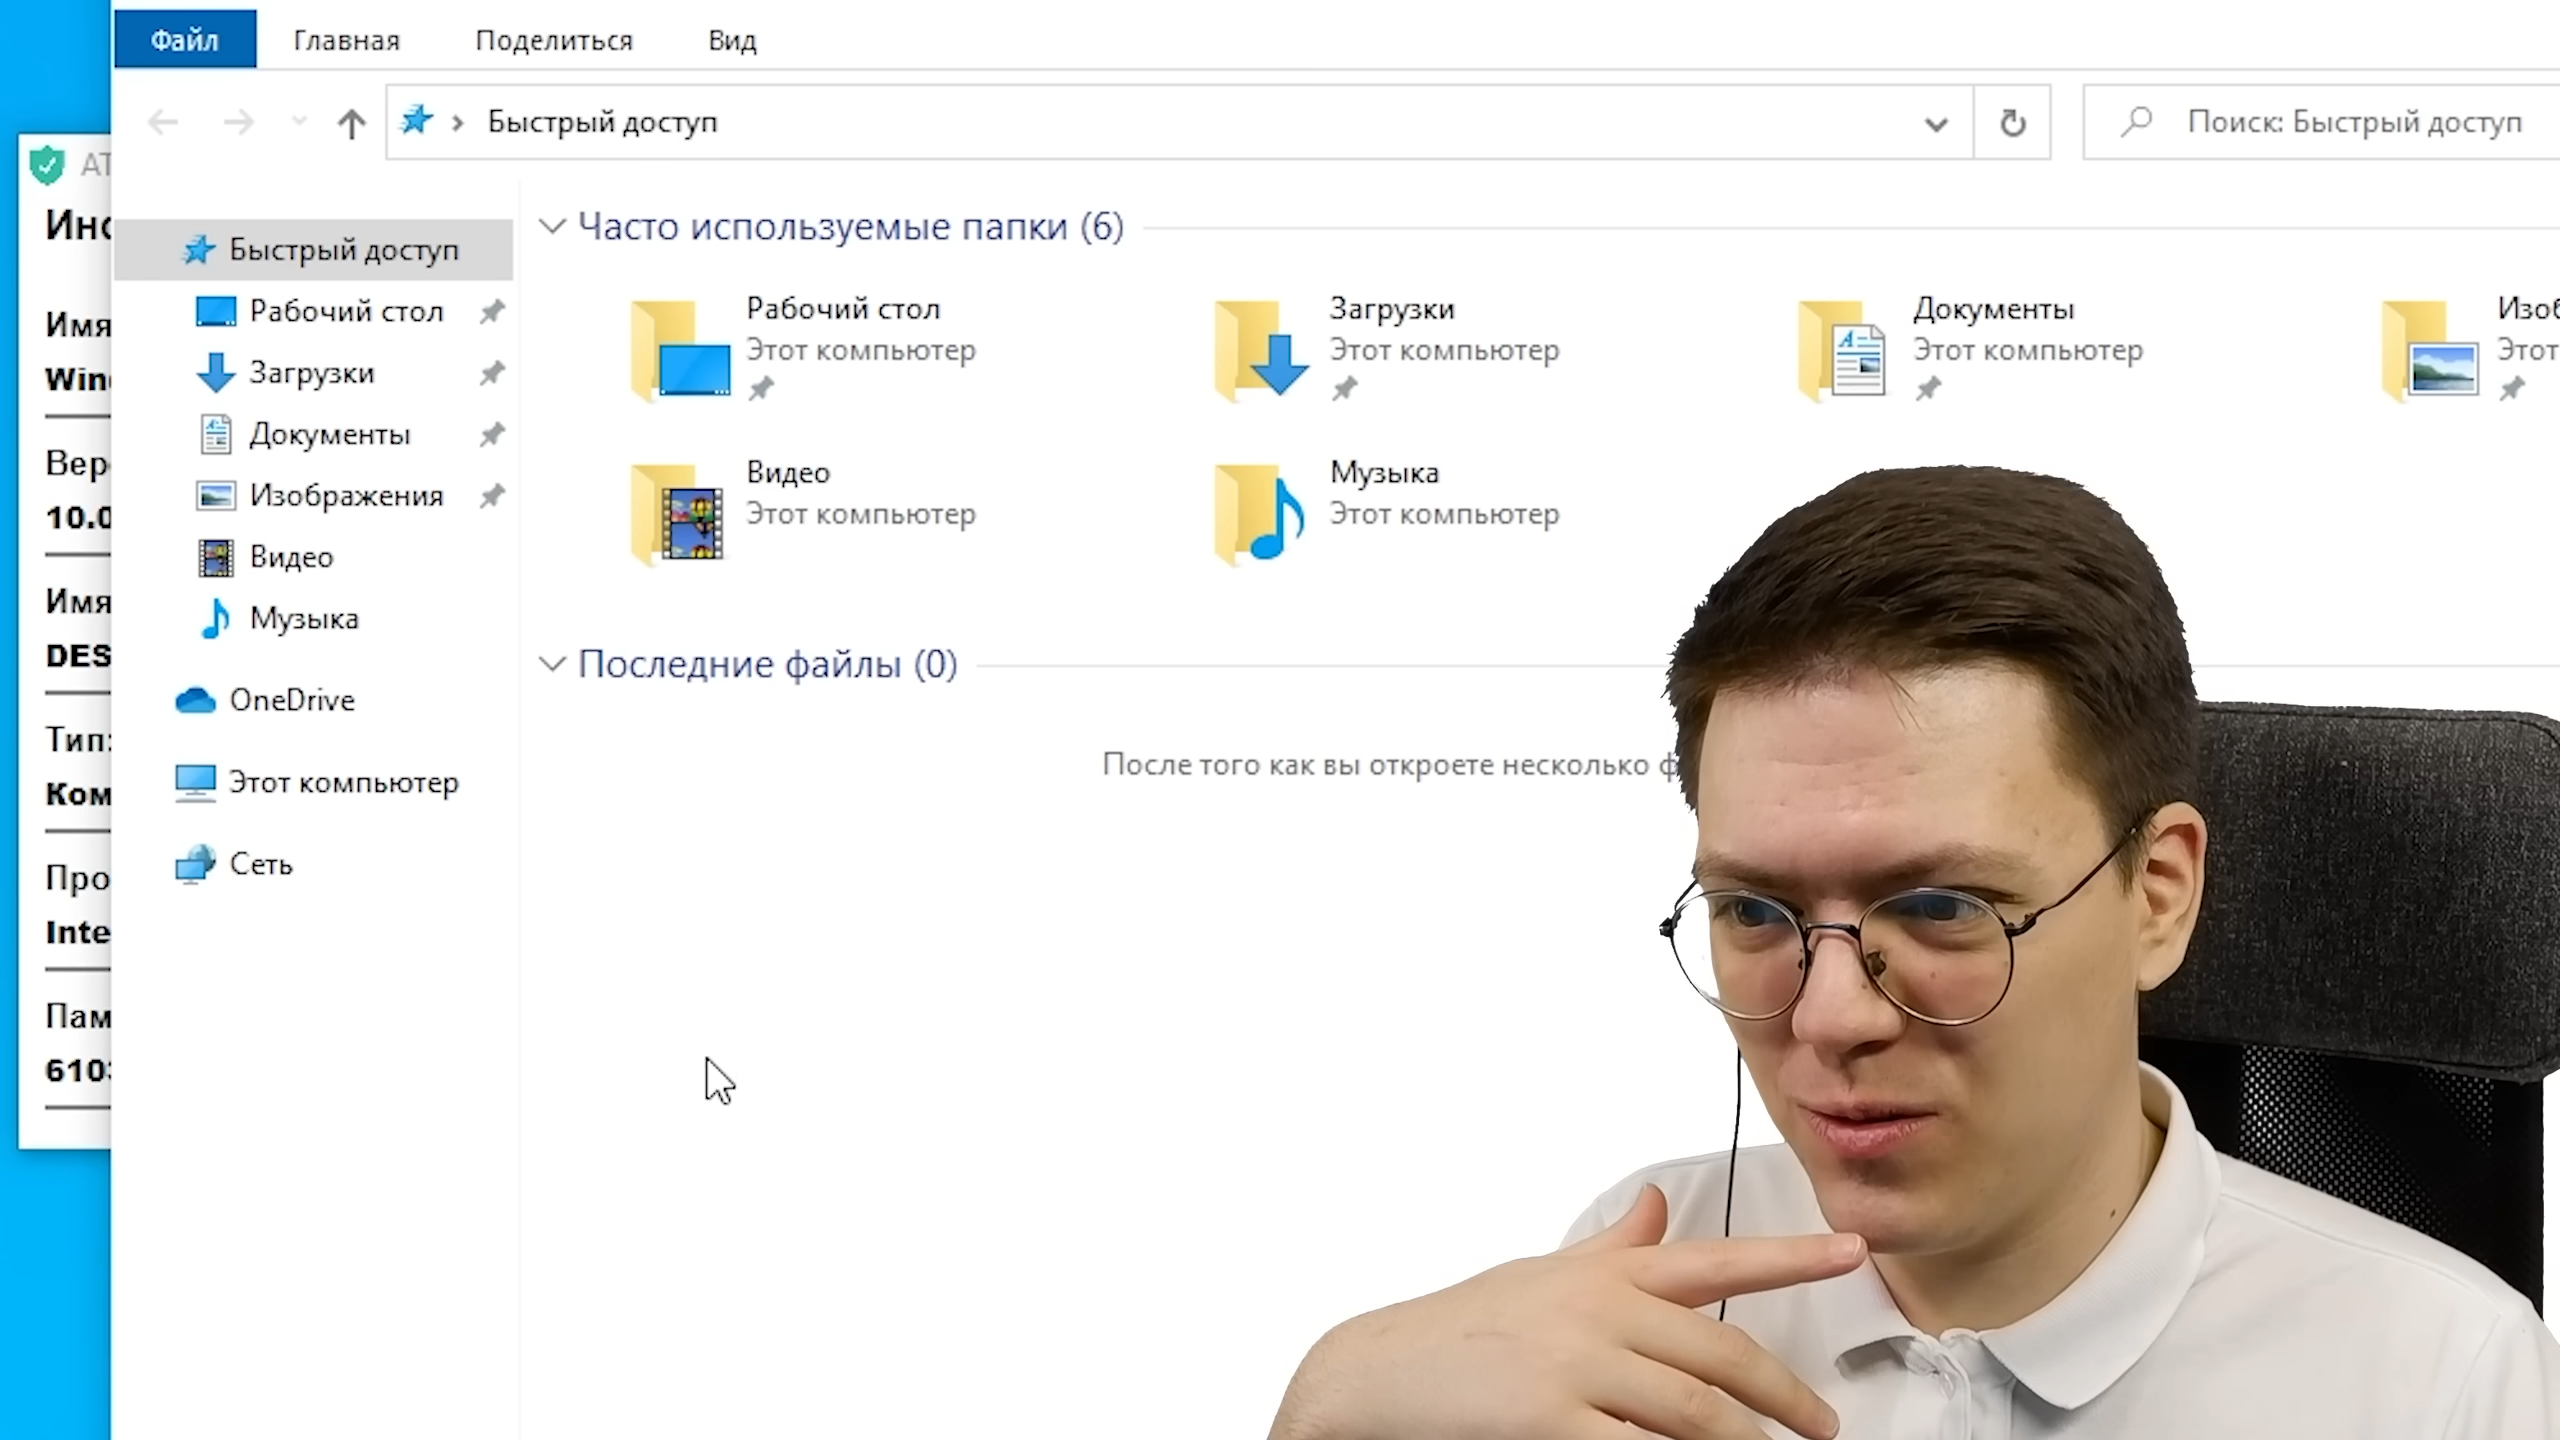 Файл Главная Поделиться Вид
Быстрый доступ
Поиск: Быстрый доступ
Быстрый доступ
Рабочий стол
Загрузки
Документы
Изображения
Видео
Музыка
OneDrive
Этот компьютер
Сеть
Часто используемые папки (6)
Рабочий стол
Этот компьютер
Загрузки
Этот компьютер
Документы
Этот компьютер
Изоб
Этот
Видео
Этот компьютер
Музыка
Этот компьютер
Последние файлы (0)
После того как вы откроете несколько ф
АТ
Имя
Win
Вер
10.0
Имя
DES
Тип:
Ком
Про
Inte
Пам
6103